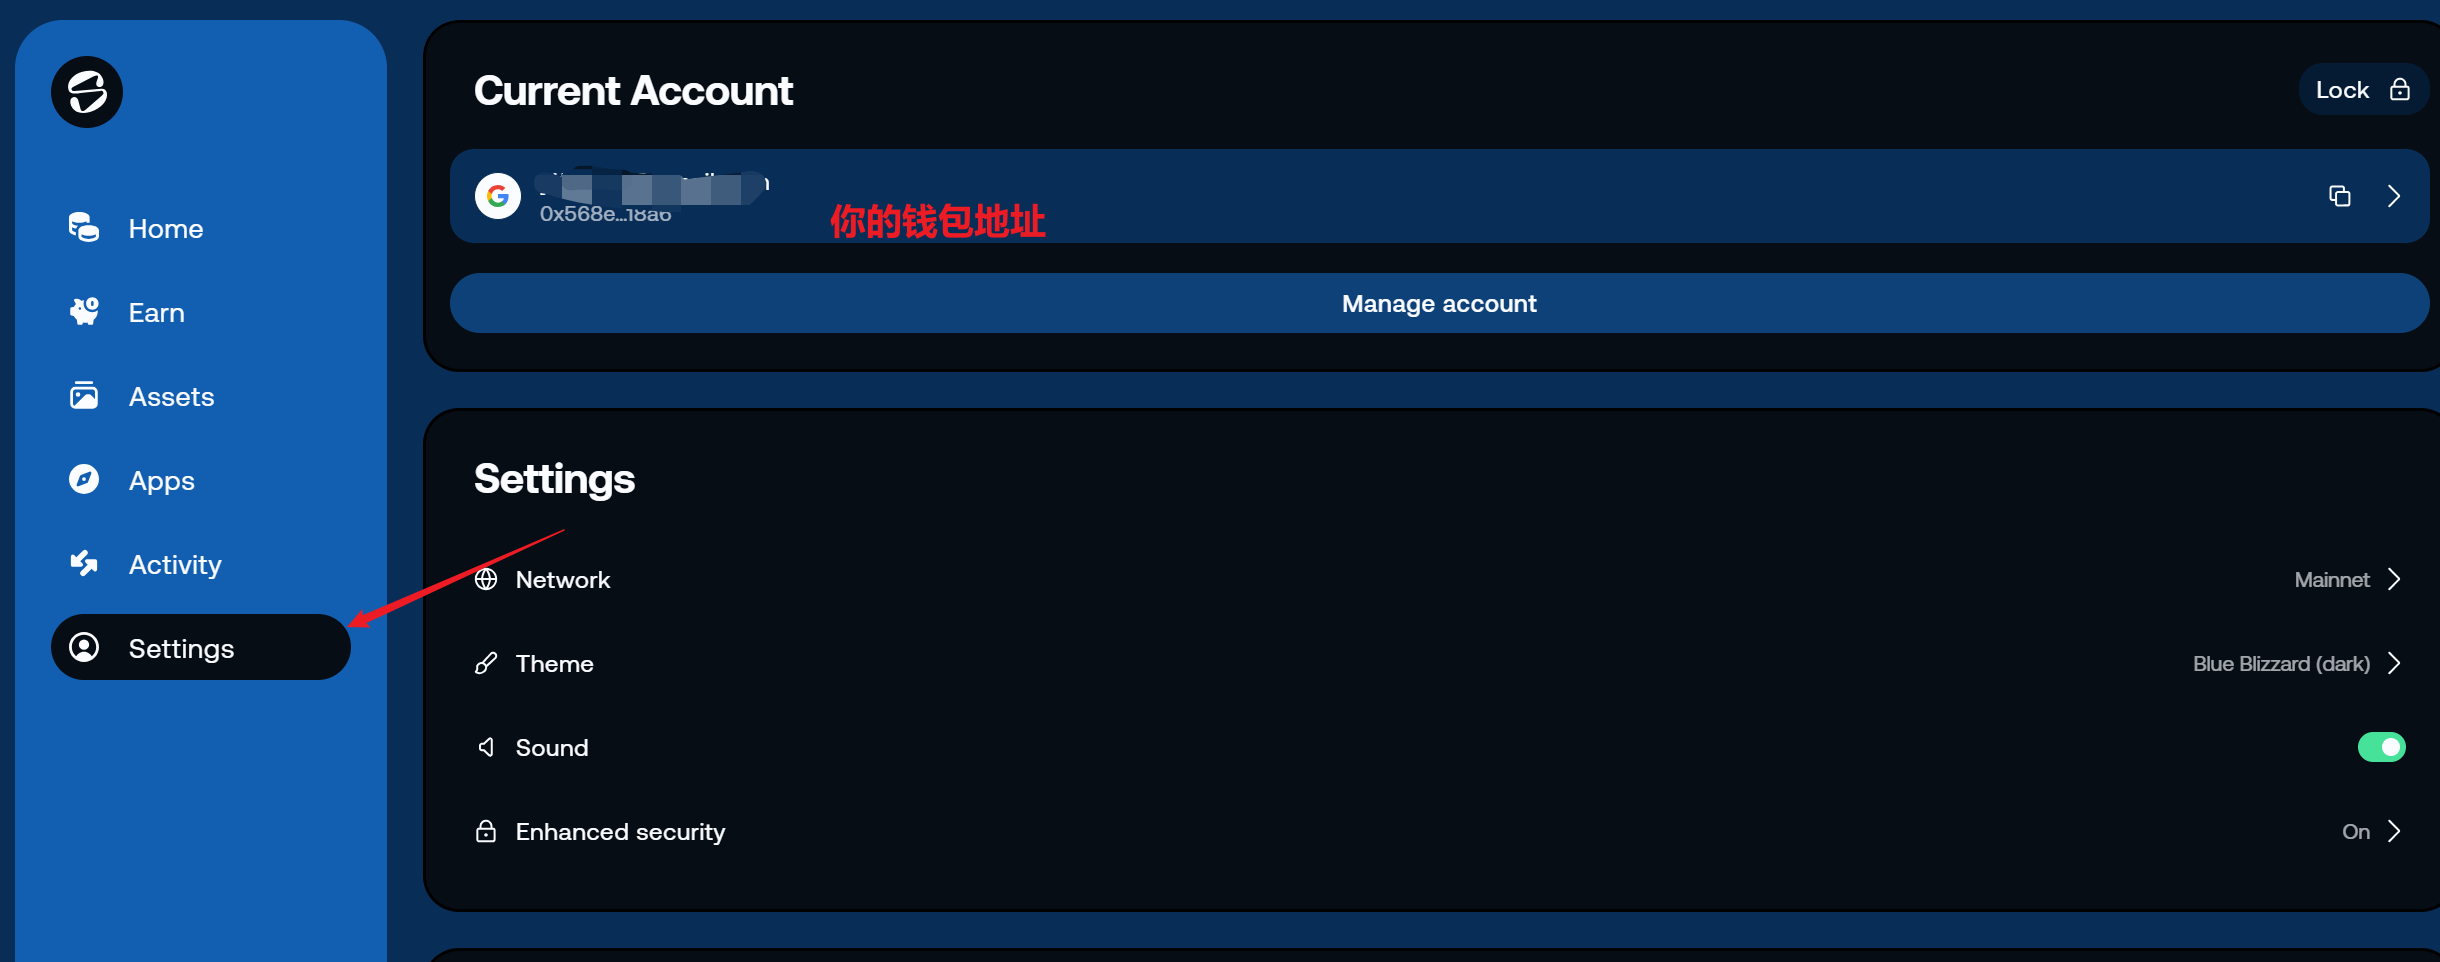 Home
Earn
Assets
Apps
Activity
Settings
Current Account
Lock
0x568e...18a6
你的钱包地址
Manage account
Settings
Network
Mainnet
Theme
Blue Blizzard (dark)
Sound
Enhanced security
On